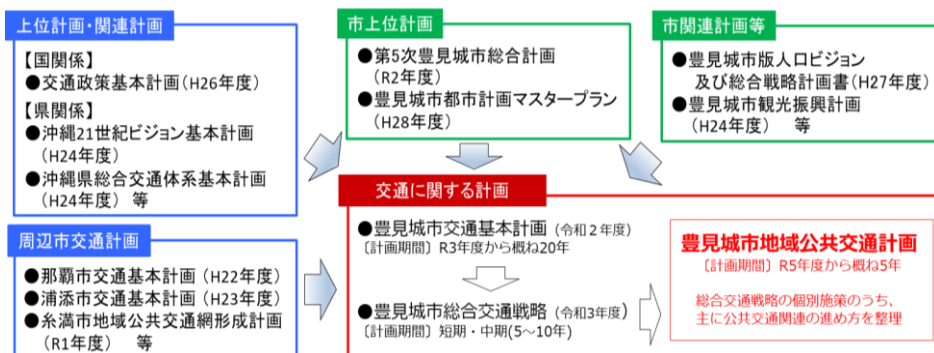 上位計画・関連計画
【国関係】
●交通政策基本計画(H26年度)
【県関係】
●沖縄21世紀ビジョン基本計画
(H24年度)
●沖縄県総合交通体系基本計画
(H24年度) 等
周辺市交通計画
●那覇市交通基本計画(H22年度)
●浦添市交通基本計画(H23年度)
●糸満市地域公共交通網形成計画
(R1年度) 等
市上位計画
●第5次豊見城市総合計画
(R2年度)
●豊見城市都市計画マスタープラン
(H28年度)
市関連計画等
●豊見城市版人口ビジョン
及び総合戦略計画書(H27年度)
●豊見城市観光振興計画
(H24年度) 等
交通に関する計画
●豊見城市交通基本計画(令和2年度)
〔計画期間〕R3年度から概ね20年
●豊見城市総合交通戦略(令和3年度)
〔計画期間〕短期・中期(5～10年)
豊見城市地域公共交通計画
〔計画期間〕R5年度から概ね5年
総合交通戦略の個別施策のうち、
主に公共交通関連の進め方を整理